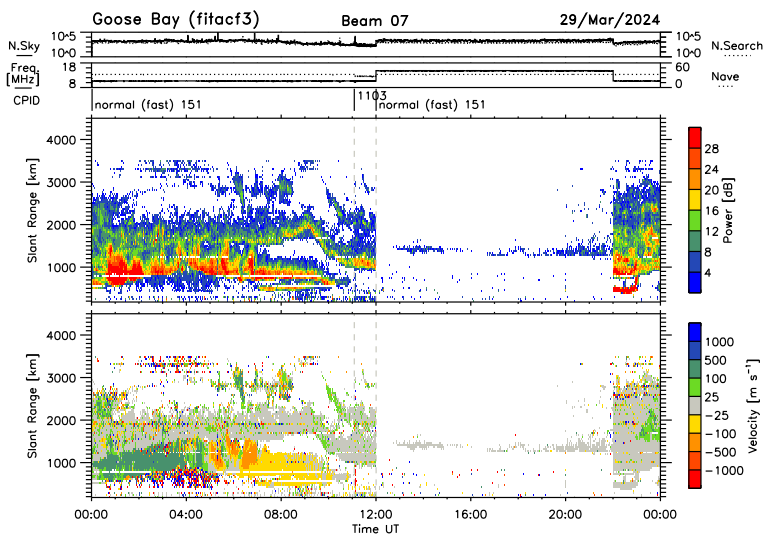 Goose Bay (fitacf3) Beam 07 29/Mar/2024
N.Sky 10^5 10^0 10^5 10^0 N.Search
Freq. [MHz] 18 8 60 0 Nave
CPID normal (fast) 151 1103 normal (fast) 151
Slant Range [km]
4000
3000
2000
1000
Power [dB]
28
24
20
16
12
8
4
Slant Range [km]
4000
3000
2000
1000
Velocity [m s⁻¹]
1000
500
100
25
−25
−100
−500
−1000
00:00 04:00 08:00 12:00 16:00 20:00 00:00
Time UT